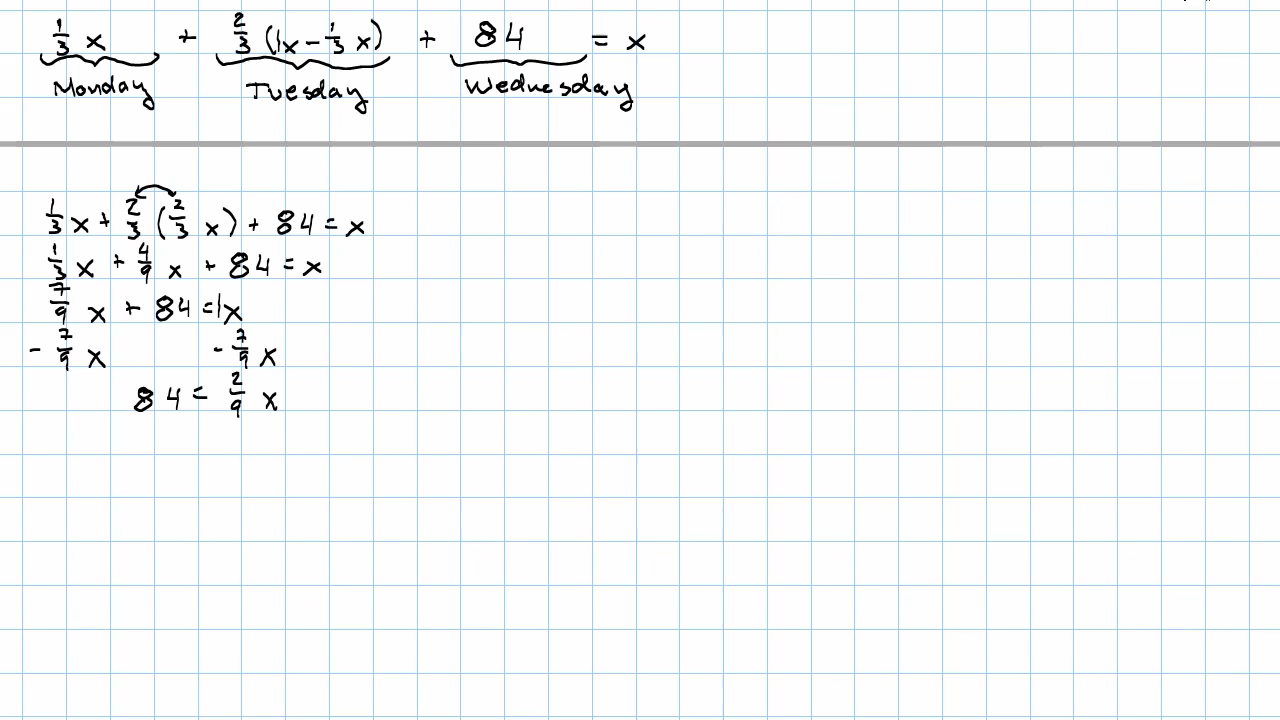 1/3 x + 2/3 (1x - 1/3 x) + 84 = x
Monday Tuesday Wednesday
1/3 x + 2/3 (2/3 x) + 84 = x
1/3 x + 4/9 x + 84 = x
7/9 x + 84 = 1x
- 7/9 x - 7/9 x
84 = 2/9 x